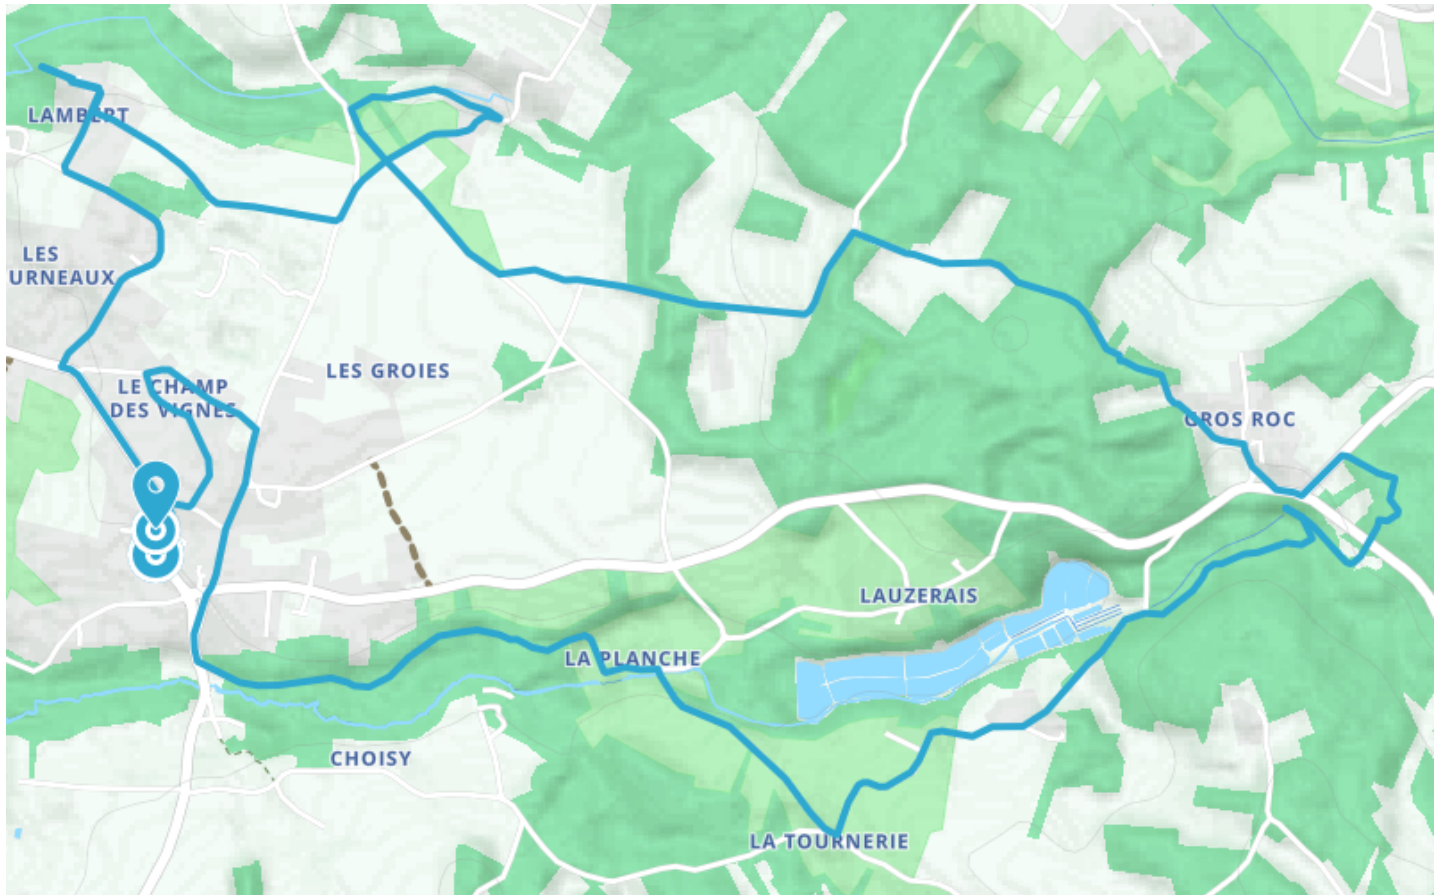 LAMBERT
LES
URNEAUX
LES GROIES
LE CHAMP
DES VIGNES
GROS ROC
LAUZERAIS
LA PLANCHE
CHOISY
LA TOURNERIE